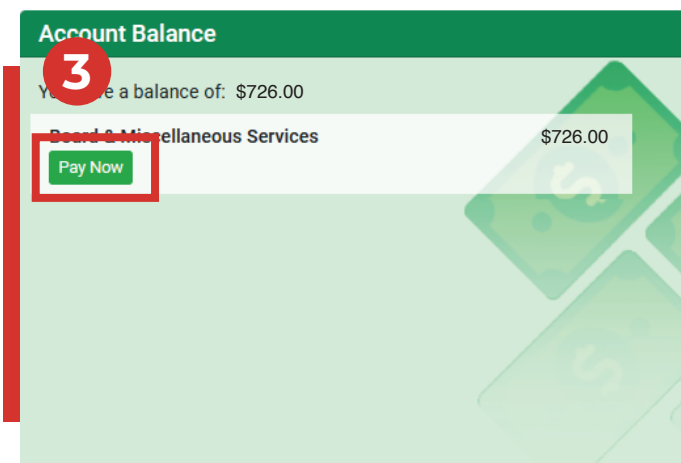 Account Balance
3
a balance of: $726.00
Board & Miscellaneous Services $726.00
Pay Now